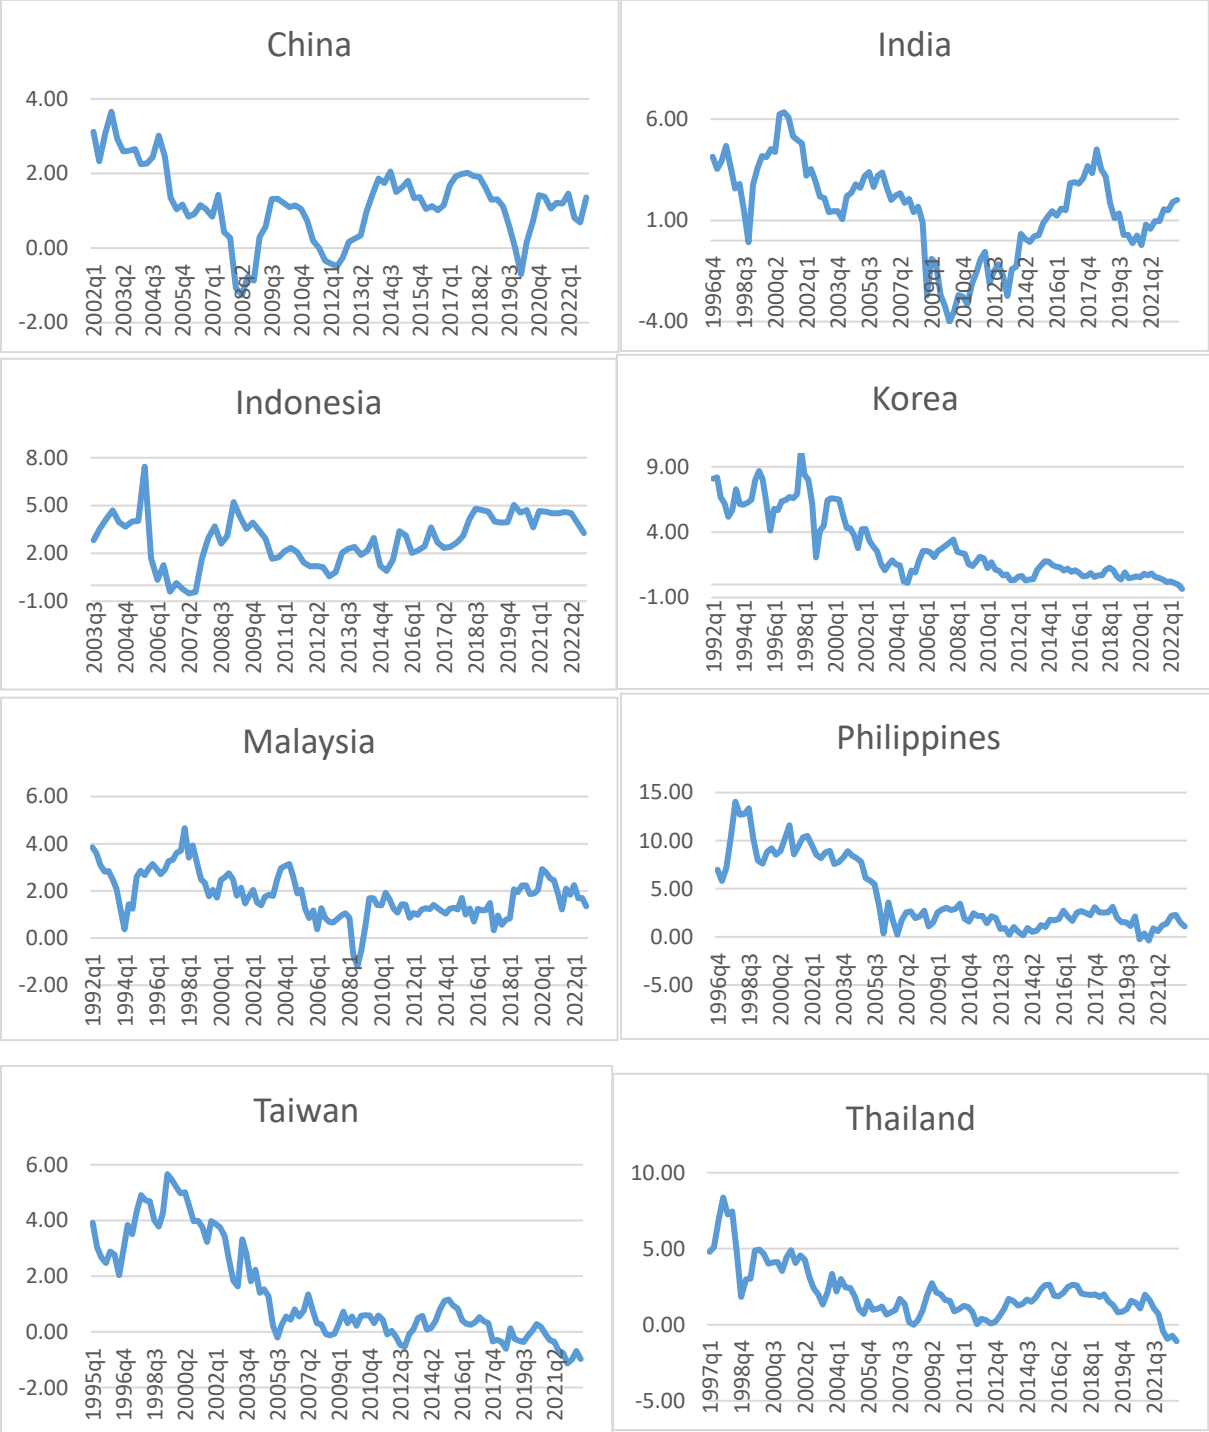 China
4.00
2.00
0.00
-2.00
2002q1
2003q2
2004q3
2005q4
2007q1
2008q2
2009q3
2010q4
2012q1
2013q2
2014q3
2015q4
2017q1
2018q2
2019q3
2020q4
2022q1
India
6.00
1.00
-4.00
1996q4
1998q3
2000q2
2002q1
2003q4
2005q3
2007q2
2009q1
2010q4
2012q3
2014q2
2016q1
2017q4
2019q3
2021q2
Indonesia
8.00
5.00
2.00
-1.00
2003q3
2004q4
2006q1
2007q2
2008q3
2009q4
2011q1
2012q2
2013q3
2014q4
2016q1
2017q2
2018q3
2019q4
2021q1
2022q2
Korea
9.00
4.00
-1.00
1992q1
1994q1
1996q1
1998q1
2000q1
2002q1
2004q1
2006q1
2008q1
2010q1
2012q1
2014q1
2016q1
2018q1
2020q1
2022q1
Malaysia
6.00
4.00
2.00
0.00
-2.00
1992q1
1994q1
1996q1
1998q1
2000q1
2002q1
2004q1
2006q1
2008q1
2010q1
2012q1
2014q1
2016q1
2018q1
2020q1
2022q1
Philippines
15.00
10.00
5.00
0.00
-5.00
1996q4
1998q3
2000q2
2002q1
2003q4
2005q3
2007q2
2009q1
2010q4
2012q3
2014q2
2016q1
2017q4
2019q3
2021q2
Taiwan
6.00
4.00
2.00
0.00
-2.00
1995q1
1996q4
1998q3
2000q2
2002q1
2003q4
2005q3
2007q2
2009q1
2010q4
2012q3
2014q2
2016q1
2017q4
2019q3
2021q2
Thailand
10.00
5.00
0.00
-5.00
1997q1
1998q4
2000q3
2002q2
2004q1
2005q4
2007q3
2009q2
2011q1
2012q4
2014q3
2016q2
2018q1
2019q4
2021q3